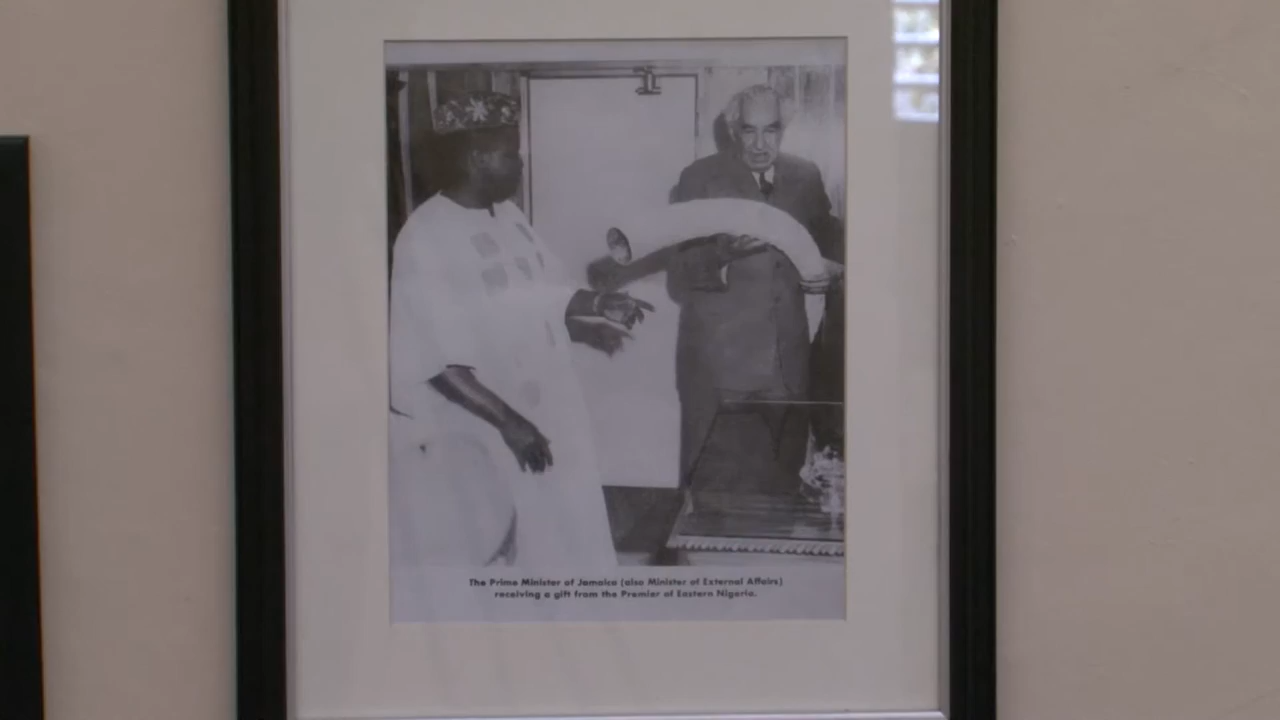 The Prime Minister of Jamaica (also Minister of External Affairs)
receiving a gift from the Premier of Eastern Nigeria.